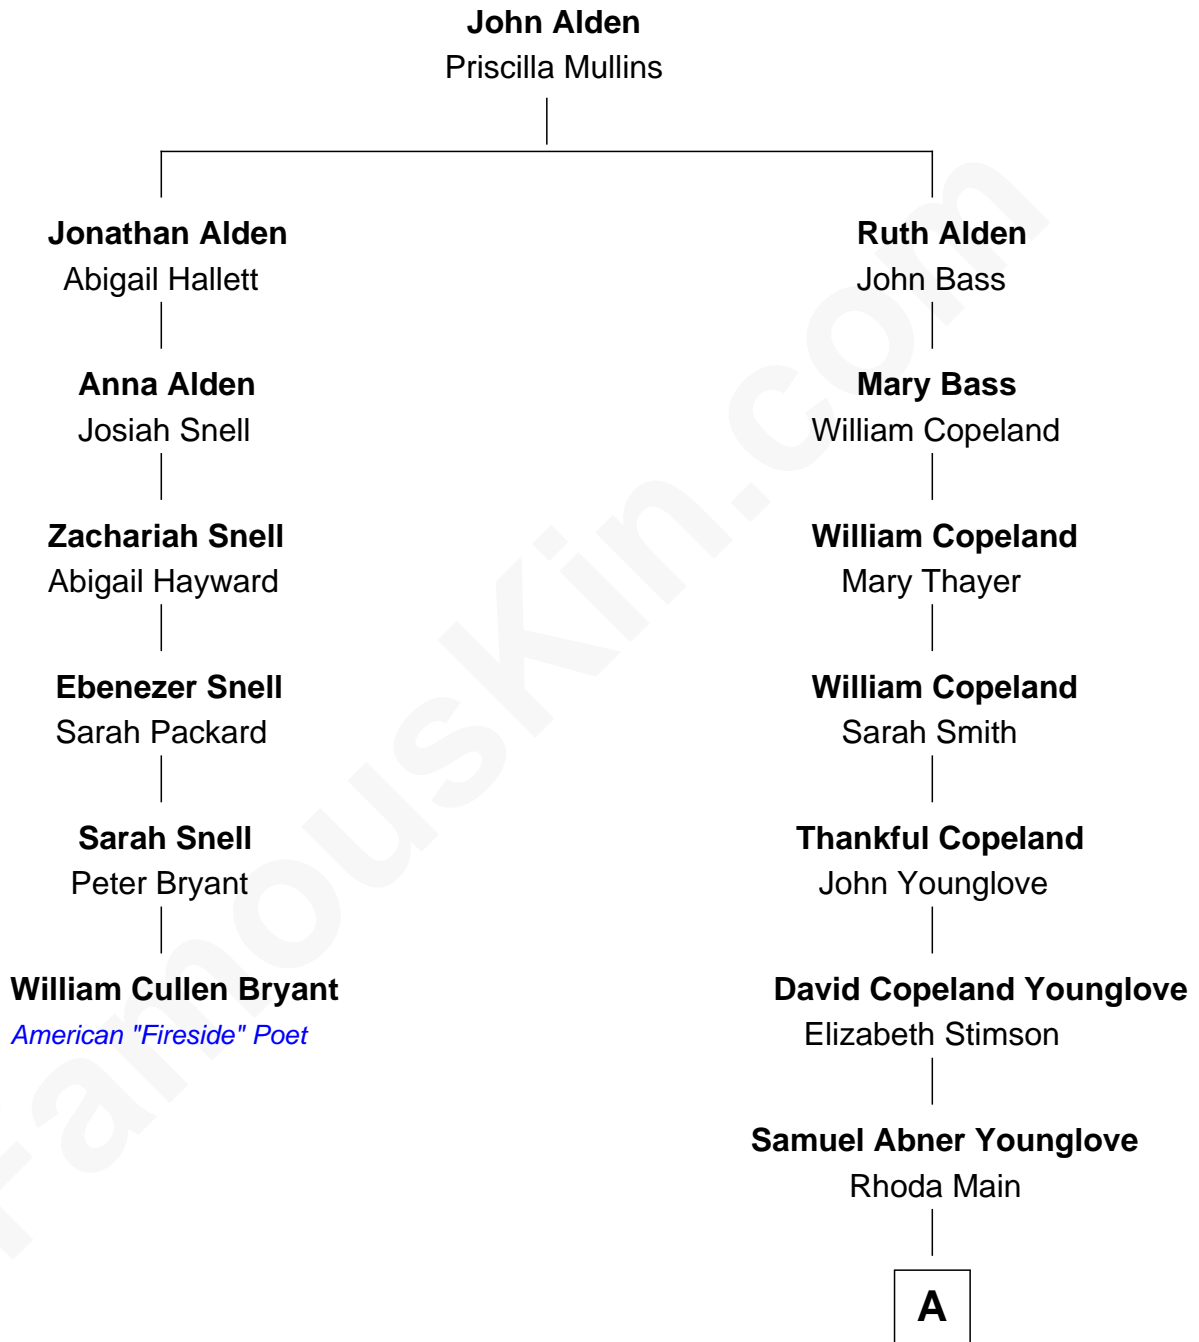 John Alden
Priscilla Mullins
Jonathan Alden
Abigail Hallett
Ruth Alden
John Bass
Anna Alden
Josiah Snell
Mary Bass
William Copeland
Zachariah Snell
Abigail Hayward
William Copeland
Mary Thayer
Ebenezer Snell
Sarah Packard
William Copeland
Sarah Smith
Sarah Snell
Peter Bryant
Thankful Copeland
John Younglove
William Cullen Bryant
American "Fireside" Poet
David Copeland Younglove
Elizabeth Stimson
Samuel Abner Younglove
Rhoda Main
A
FamousKin.com